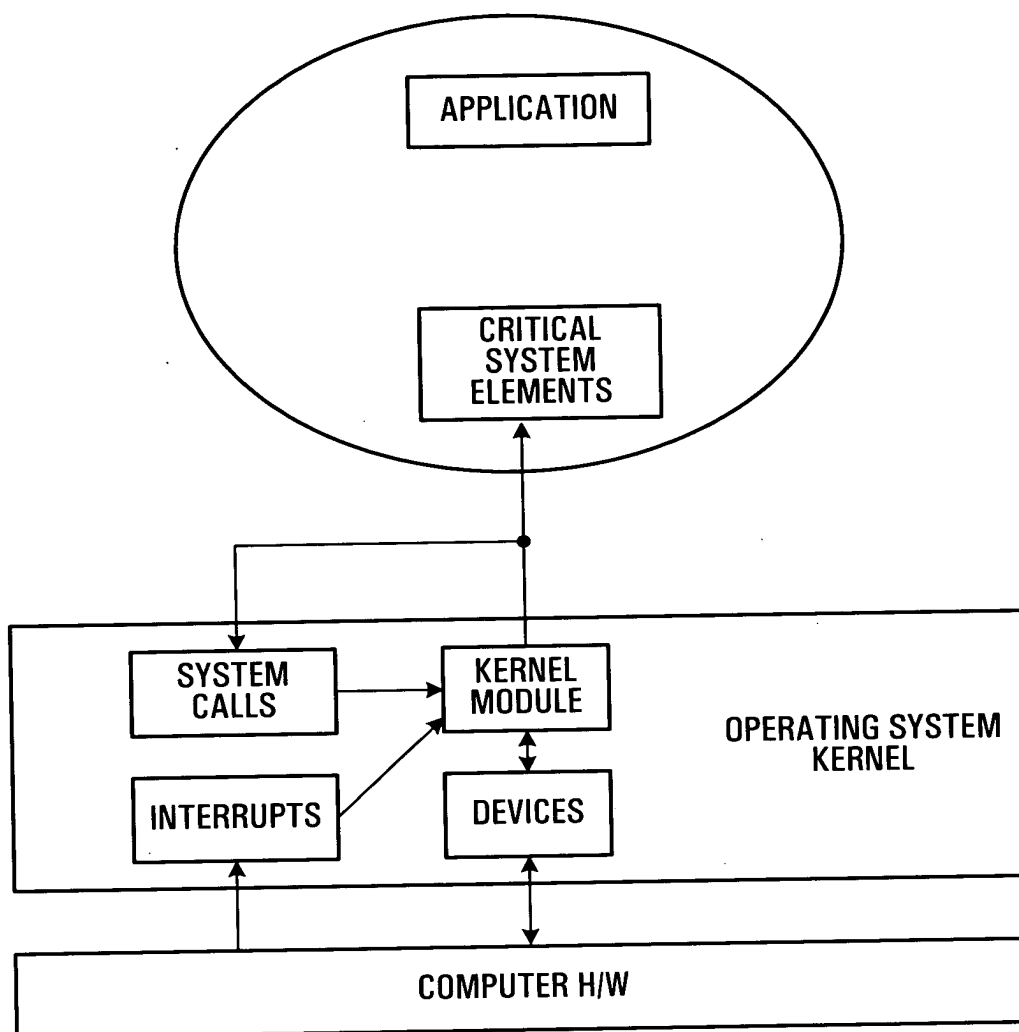 APPLICATION
CRITICAL
SYSTEM
ELEMENTS
SYSTEM
CALLS
KERNEL
MODULE
OPERATING SYSTEM
KERNEL
INTERRUPTS
DEVICES
COMPUTER H/W